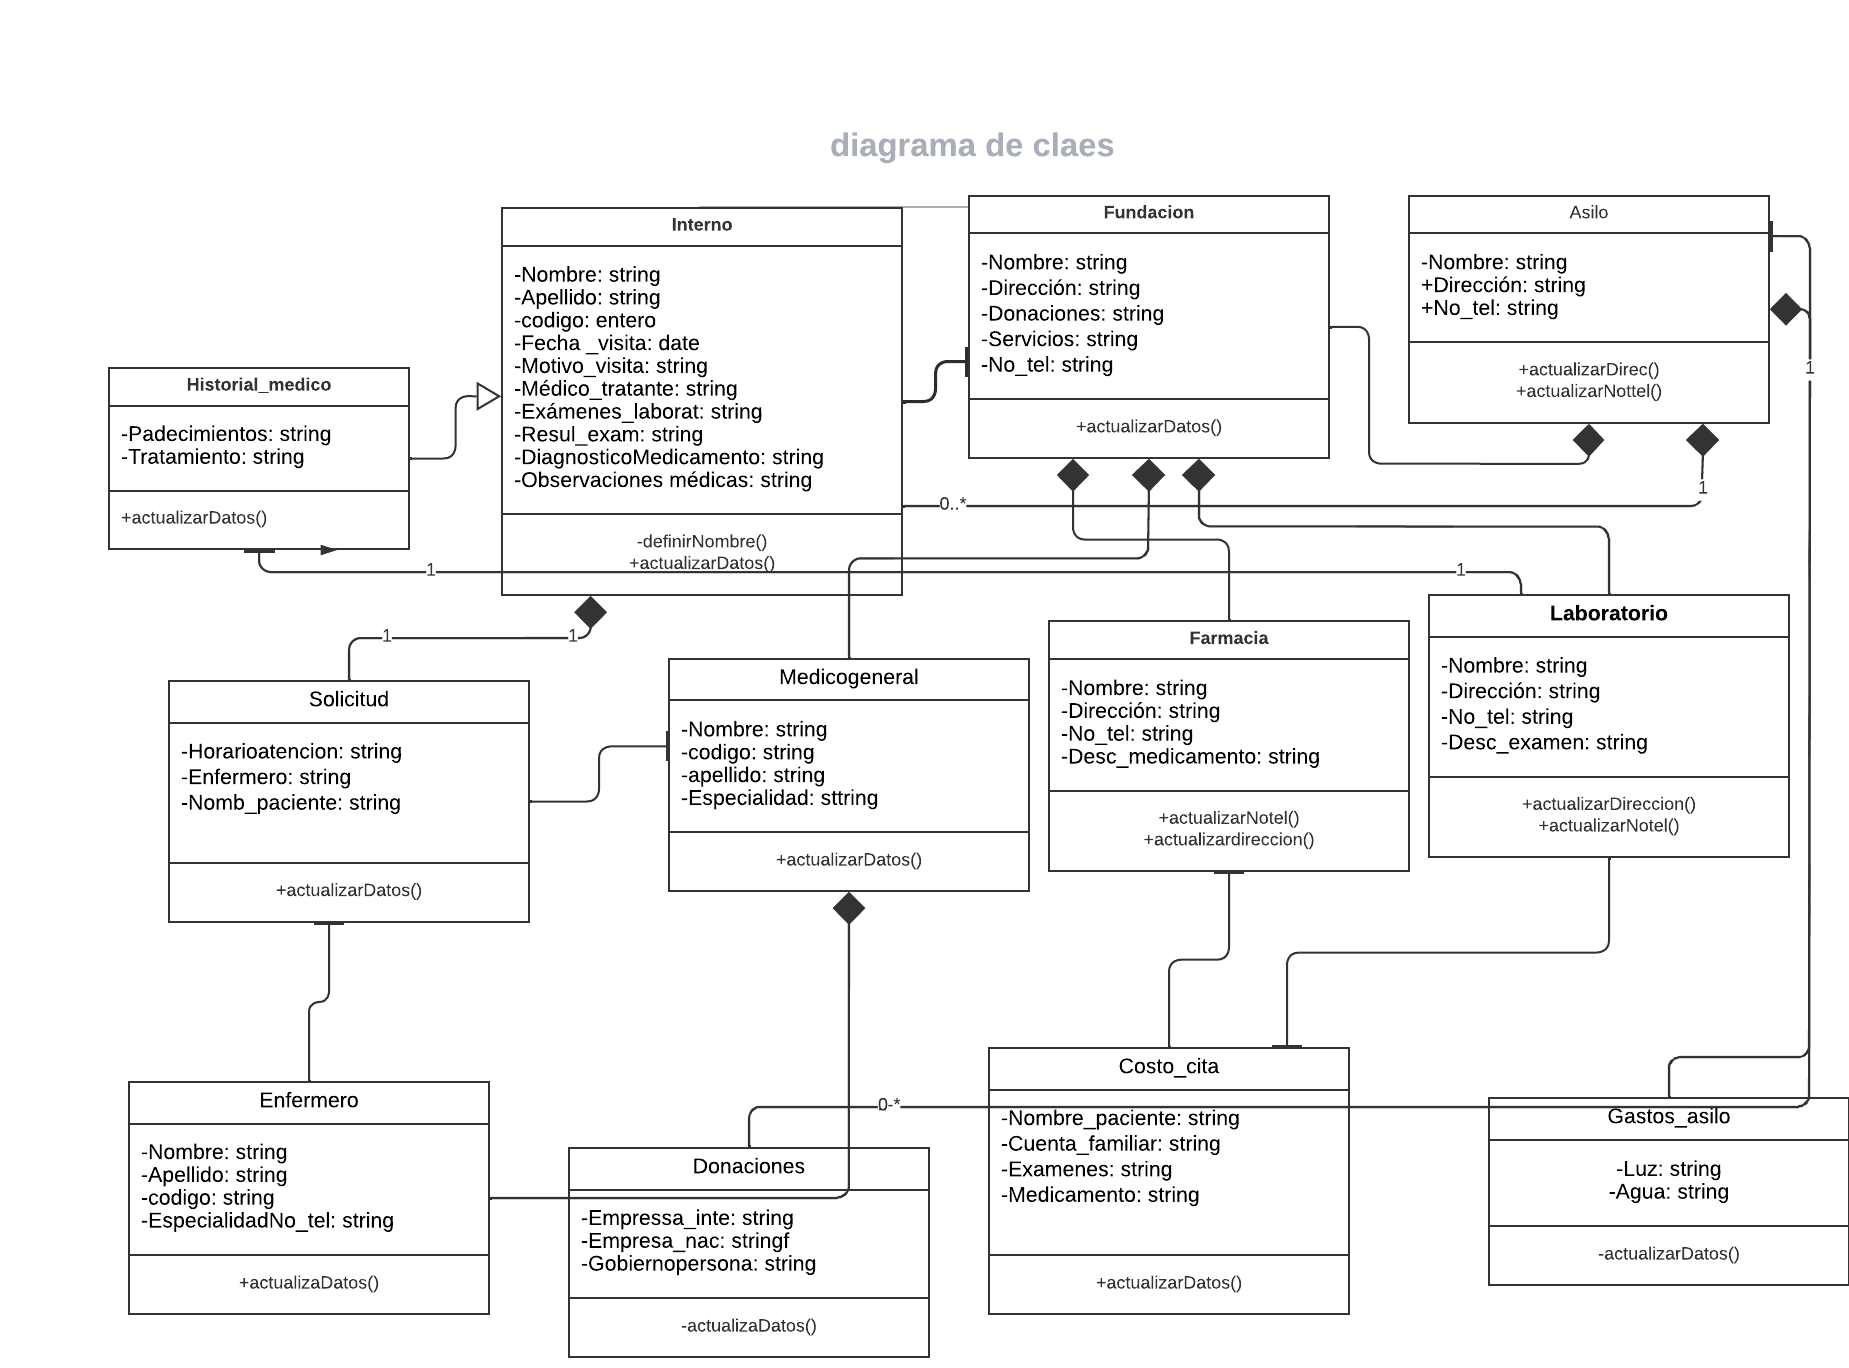 diagrama de claes
Interno
-Nombre: string
-Apellido: string
-codigo: entero
-Fecha _visita: date
-Motivo_visita: string
-Médico_tratante: string
-Exámenes_laborat: string
-Resul_exam: string
-DiagnosticoMedicamento: string
-Observaciones médicas: string
-definirNombre()
+actualizarDatos()
Fundacion
-Nombre: string
-Dirección: string
-Donaciones: string
-Servicios: string
-No_tel: string
+actualizarDatos()
Asilo
-Nombre: string
+Dirección: string
+No_tel: string
+actualizarDirec()
+actualizarNottel()
1
1
0..*
Historial_medico
-Padecimientos: string
-Tratamiento: string
+actualizarDatos()
1
1
1
1
Solicitud
-Horarioatencion: string
-Enfermero: string
-Nomb_paciente: string
+actualizarDatos()
Medicogeneral
-Nombre: string
-codigo: string
-apellido: string
-Especialidad: sttring
+actualizarDatos()
Farmacia
-Nombre: string
-Dirección: string
-No_tel: string
-Desc_medicamento: string
+actualizarNotel()
+actualizardireccion()
Laboratorio
-Nombre: string
-Dirección: string
-No_tel: string
-Desc_examen: string
+actualizarDireccion()
+actualizarNotel()
Enfermero
-Nombre: string
-Apellido: string
-codigo: string
-EspecialidadNo_tel: string
+actualizaDatos()
0-*
Donaciones
-Empressa_inte: string
-Empresa_nac: stringf
-Gobiernopersona: string
-actualizaDatos()
Costo_cita
-Nombre_paciente: string
-Cuenta_familiar: string
-Examenes: string
-Medicamento: string
+actualizarDatos()
Gastos_asilo
-Luz: string
-Agua: string
-actualizarDatos()